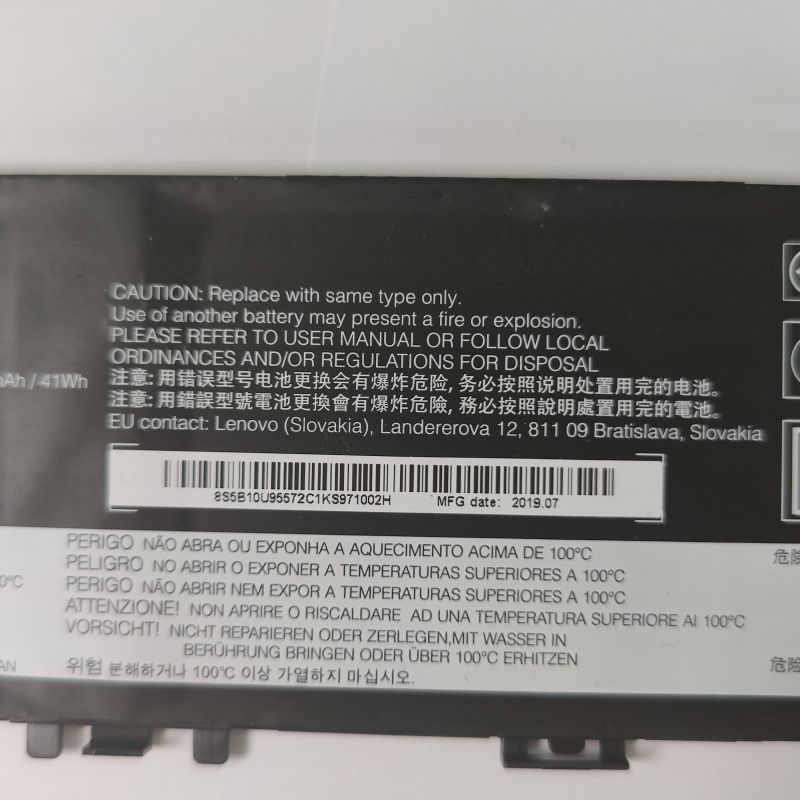 CAUTION: Replace with same type only.
Use of another battery may present a fire or explosion.
PLEASE REFER TO USER MANUAL OR FOLLOW LOCAL
ORDINANCES AND/OR REGULATIONS FOR DISPOSAL
mAh / 41Wh
注意: 用错误型号电池更换会有爆炸危险, 务必按照说明处置用完的电池。
注意: 用錯誤型號電池更換會有爆炸危險, 務必按照說明處置用完的電池。
EU contact: Lenovo (Slovakia), Landererova 12, 811 09 Bratislava, Slovakia
8S5B10U95572C1KS971002H MFG date: 2019.07
PERIGO NÃO ABRA OU EXPONHA A AQUECIMENTO ACIMA DE 100°C
PELIGRO NO ABRIR O EXPONER A TEMPERATURAS SUPERIORES A 100°C
PERIGO NÃO ABRIR NEM EXPOR A TEMPERATURAS SUPERIORES A 100°C
ATTENZIONE! NON APRIRE O RISCALDARE AD UNA TEMPERATURA SUPERIORE AI 100°C
VORSICHT! NICHT REPARIEREN ODER ZERLEGEN,MIT WASSER IN
BERÜHRUNG BRINGEN ODER ÜBER 100°C ERHITZEN
위험 분해하거나 100°C 이상 가열하지 마십시오.
0°C
AN
危險
危险